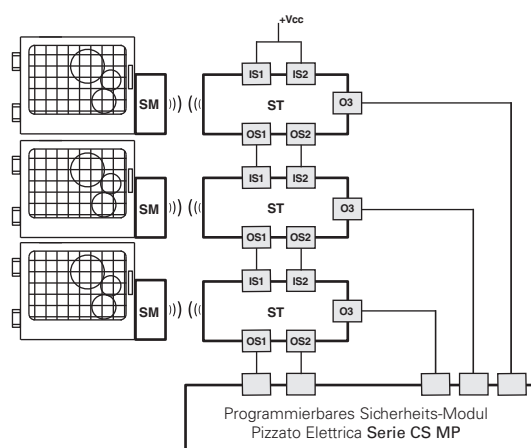 +Vcc
IS1 IS2
SM ST O3
OS1 OS2
IS1 IS2
SM ST O3
OS1 OS2
IS1 IS2
SM ST O3
OS1 OS2
Programmierbares Sicherheits-Modul
Pizzato Elettrica Serie CS MP